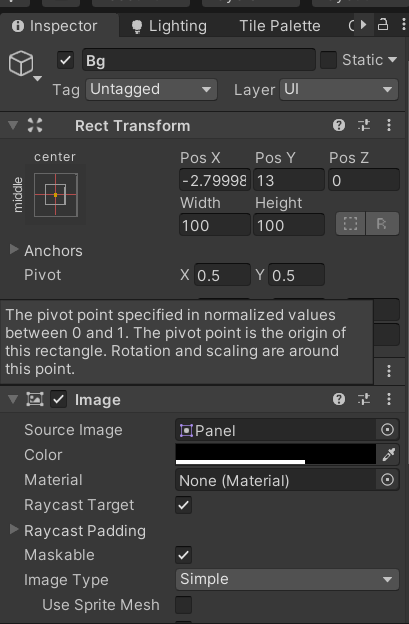 Inspector Lighting Tile Palette
Bg Static
Tag Untagged Layer UI
Rect Transform
center
middle
Pos X Pos Y Pos Z
-2.79998 13 0
Width Height
100 100 R
Anchors
Pivot X 0.5 Y 0.5
The pivot point specified in normalized values
between 0 and 1. The pivot point is the origin of
this rectangle. Rotation and scaling are around
this point.
Image
Source Image Panel
Color
Material None (Material)
Raycast Target
Raycast Padding
Maskable
Image Type Simple
Use Sprite Mesh